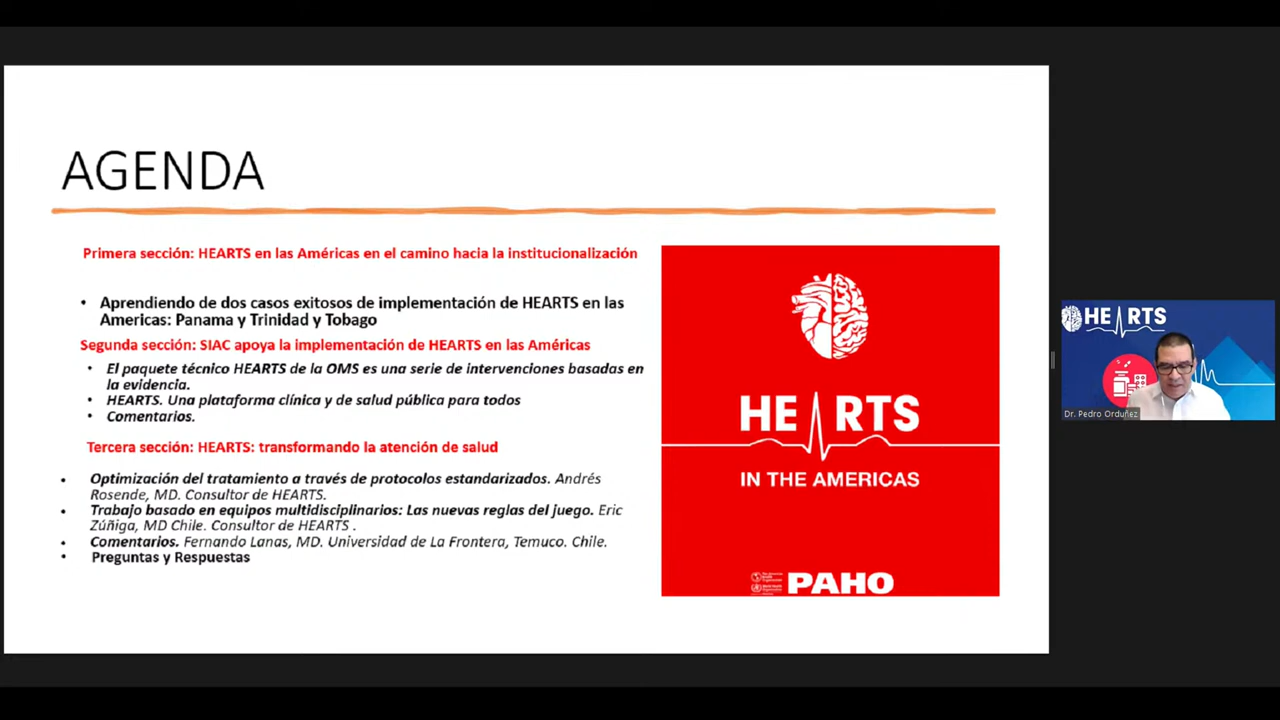 AGENDA
Primera sección: HEARTS en las Américas en el camino hacia la institucionalización
• Aprendiendo de dos casos exitosos de implementación de HEARTS en las
Americas: Panama y Trinidad y Tobago
Segunda sección: SIAC apoya la implementación de HEARTS en las Américas
• El paquete técnico HEARTS de la OMS es una serie de intervenciones basadas en
la evidencia.
• HEARTS. Una plataforma clínica y de salud pública para todos
• Comentarios.
Tercera sección: HEARTS: transformando la atención de salud
• Optimización del tratamiento a través de protocolos estandarizados. Andrés
Rosende, MD. Consultor de HEARTS.
• Trabajo basado en equipos multidisciplinarios: Las nuevas reglas del juego. Eric
Zúñiga, MD Chile. Consultor de HEARTS .
• Comentarios. Fernando Lanas, MD. Universidad de La Frontera, Temuco. Chile.
• Preguntas y Respuestas
HEARTS
IN THE AMERICAS
PAHO
HEARTS
Dr. Pedro Orduñez